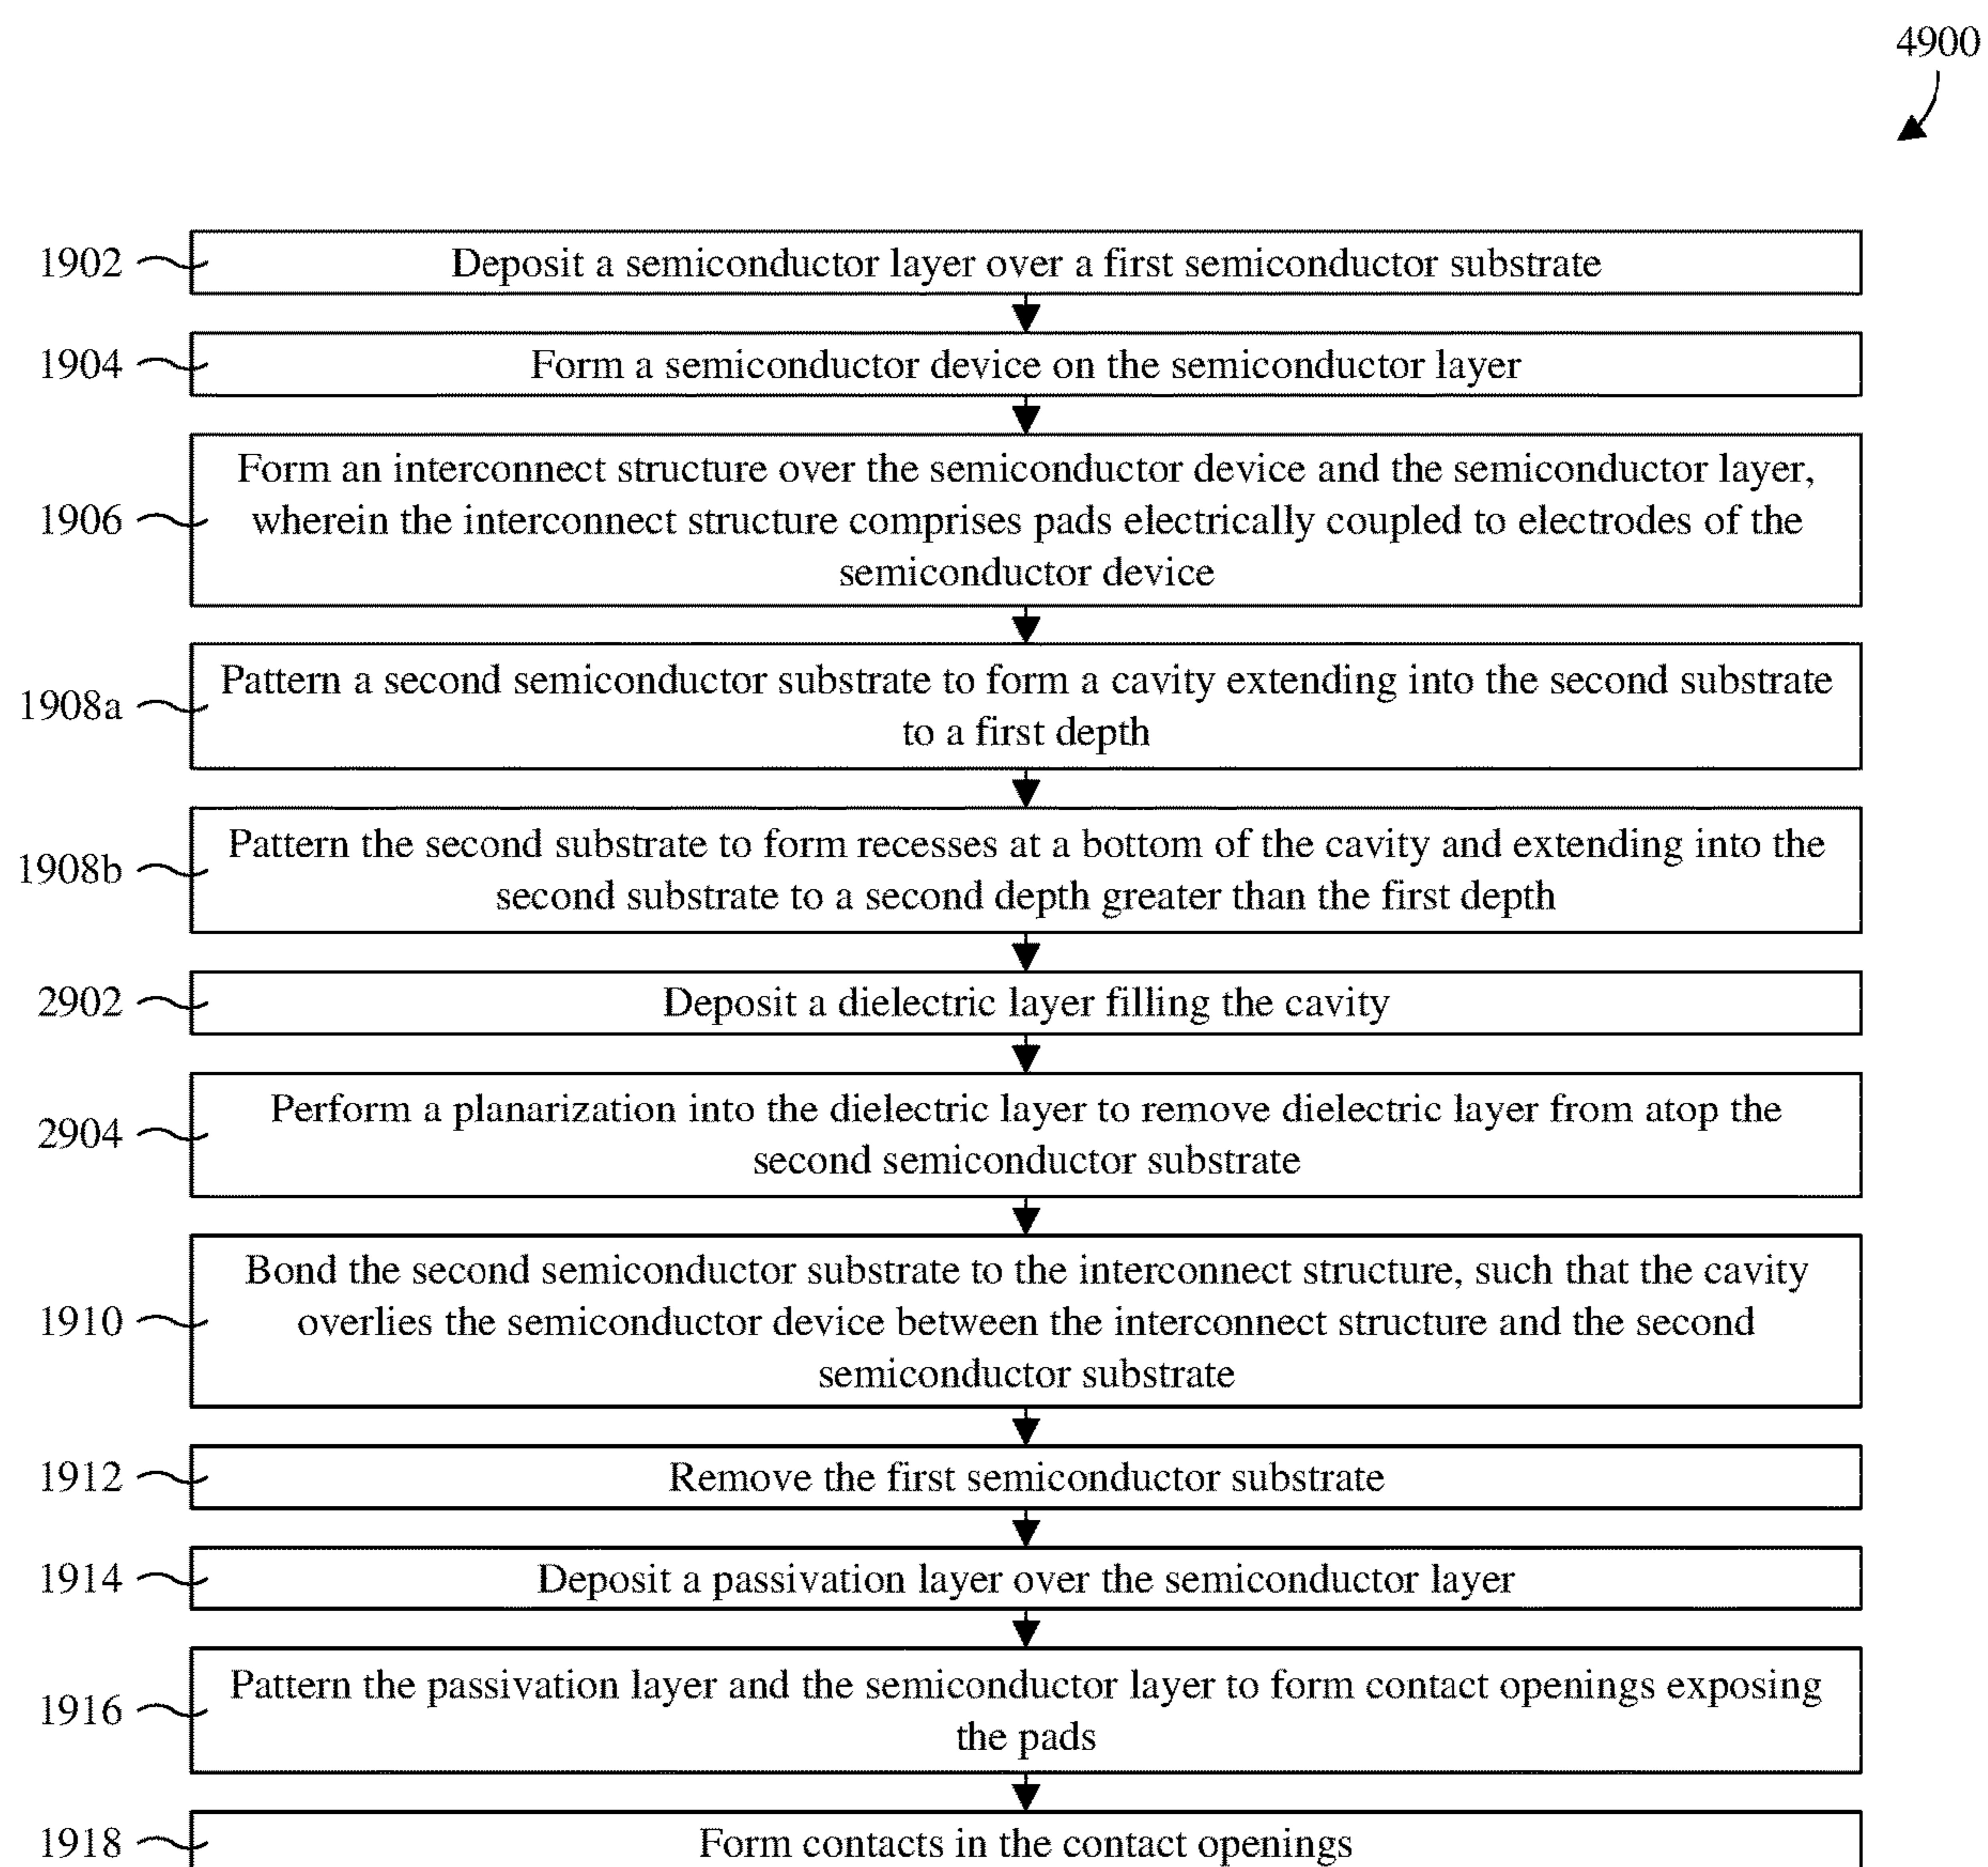 4900
1902
Deposit a semiconductor layer over a first semiconductor substrate
1904
Form a semiconductor device on the semiconductor layer
1906
Form an interconnect structure over the semiconductor device and the semiconductor layer,
wherein the interconnect structure comprises pads electrically coupled to electrodes of the
semiconductor device
1908a
Pattern a second semiconductor substrate to form a cavity extending into the second substrate
to a first depth
1908b
Pattern the second substrate to form recesses at a bottom of the cavity and extending into the
second substrate to a second depth greater than the first depth
2902
Deposit a dielectric layer filling the cavity
2904
Perform a planarization into the dielectric layer to remove dielectric layer from atop the
second semiconductor substrate
1910
Bond the second semiconductor substrate to the interconnect structure, such that the cavity
overlies the semiconductor device between the interconnect structure and the second
semiconductor substrate
1912
Remove the first semiconductor substrate
1914
Deposit a passivation layer over the semiconductor layer
1916
Pattern the passivation layer and the semiconductor layer to form contact openings exposing
the pads
1918
Form contacts in the contact openings